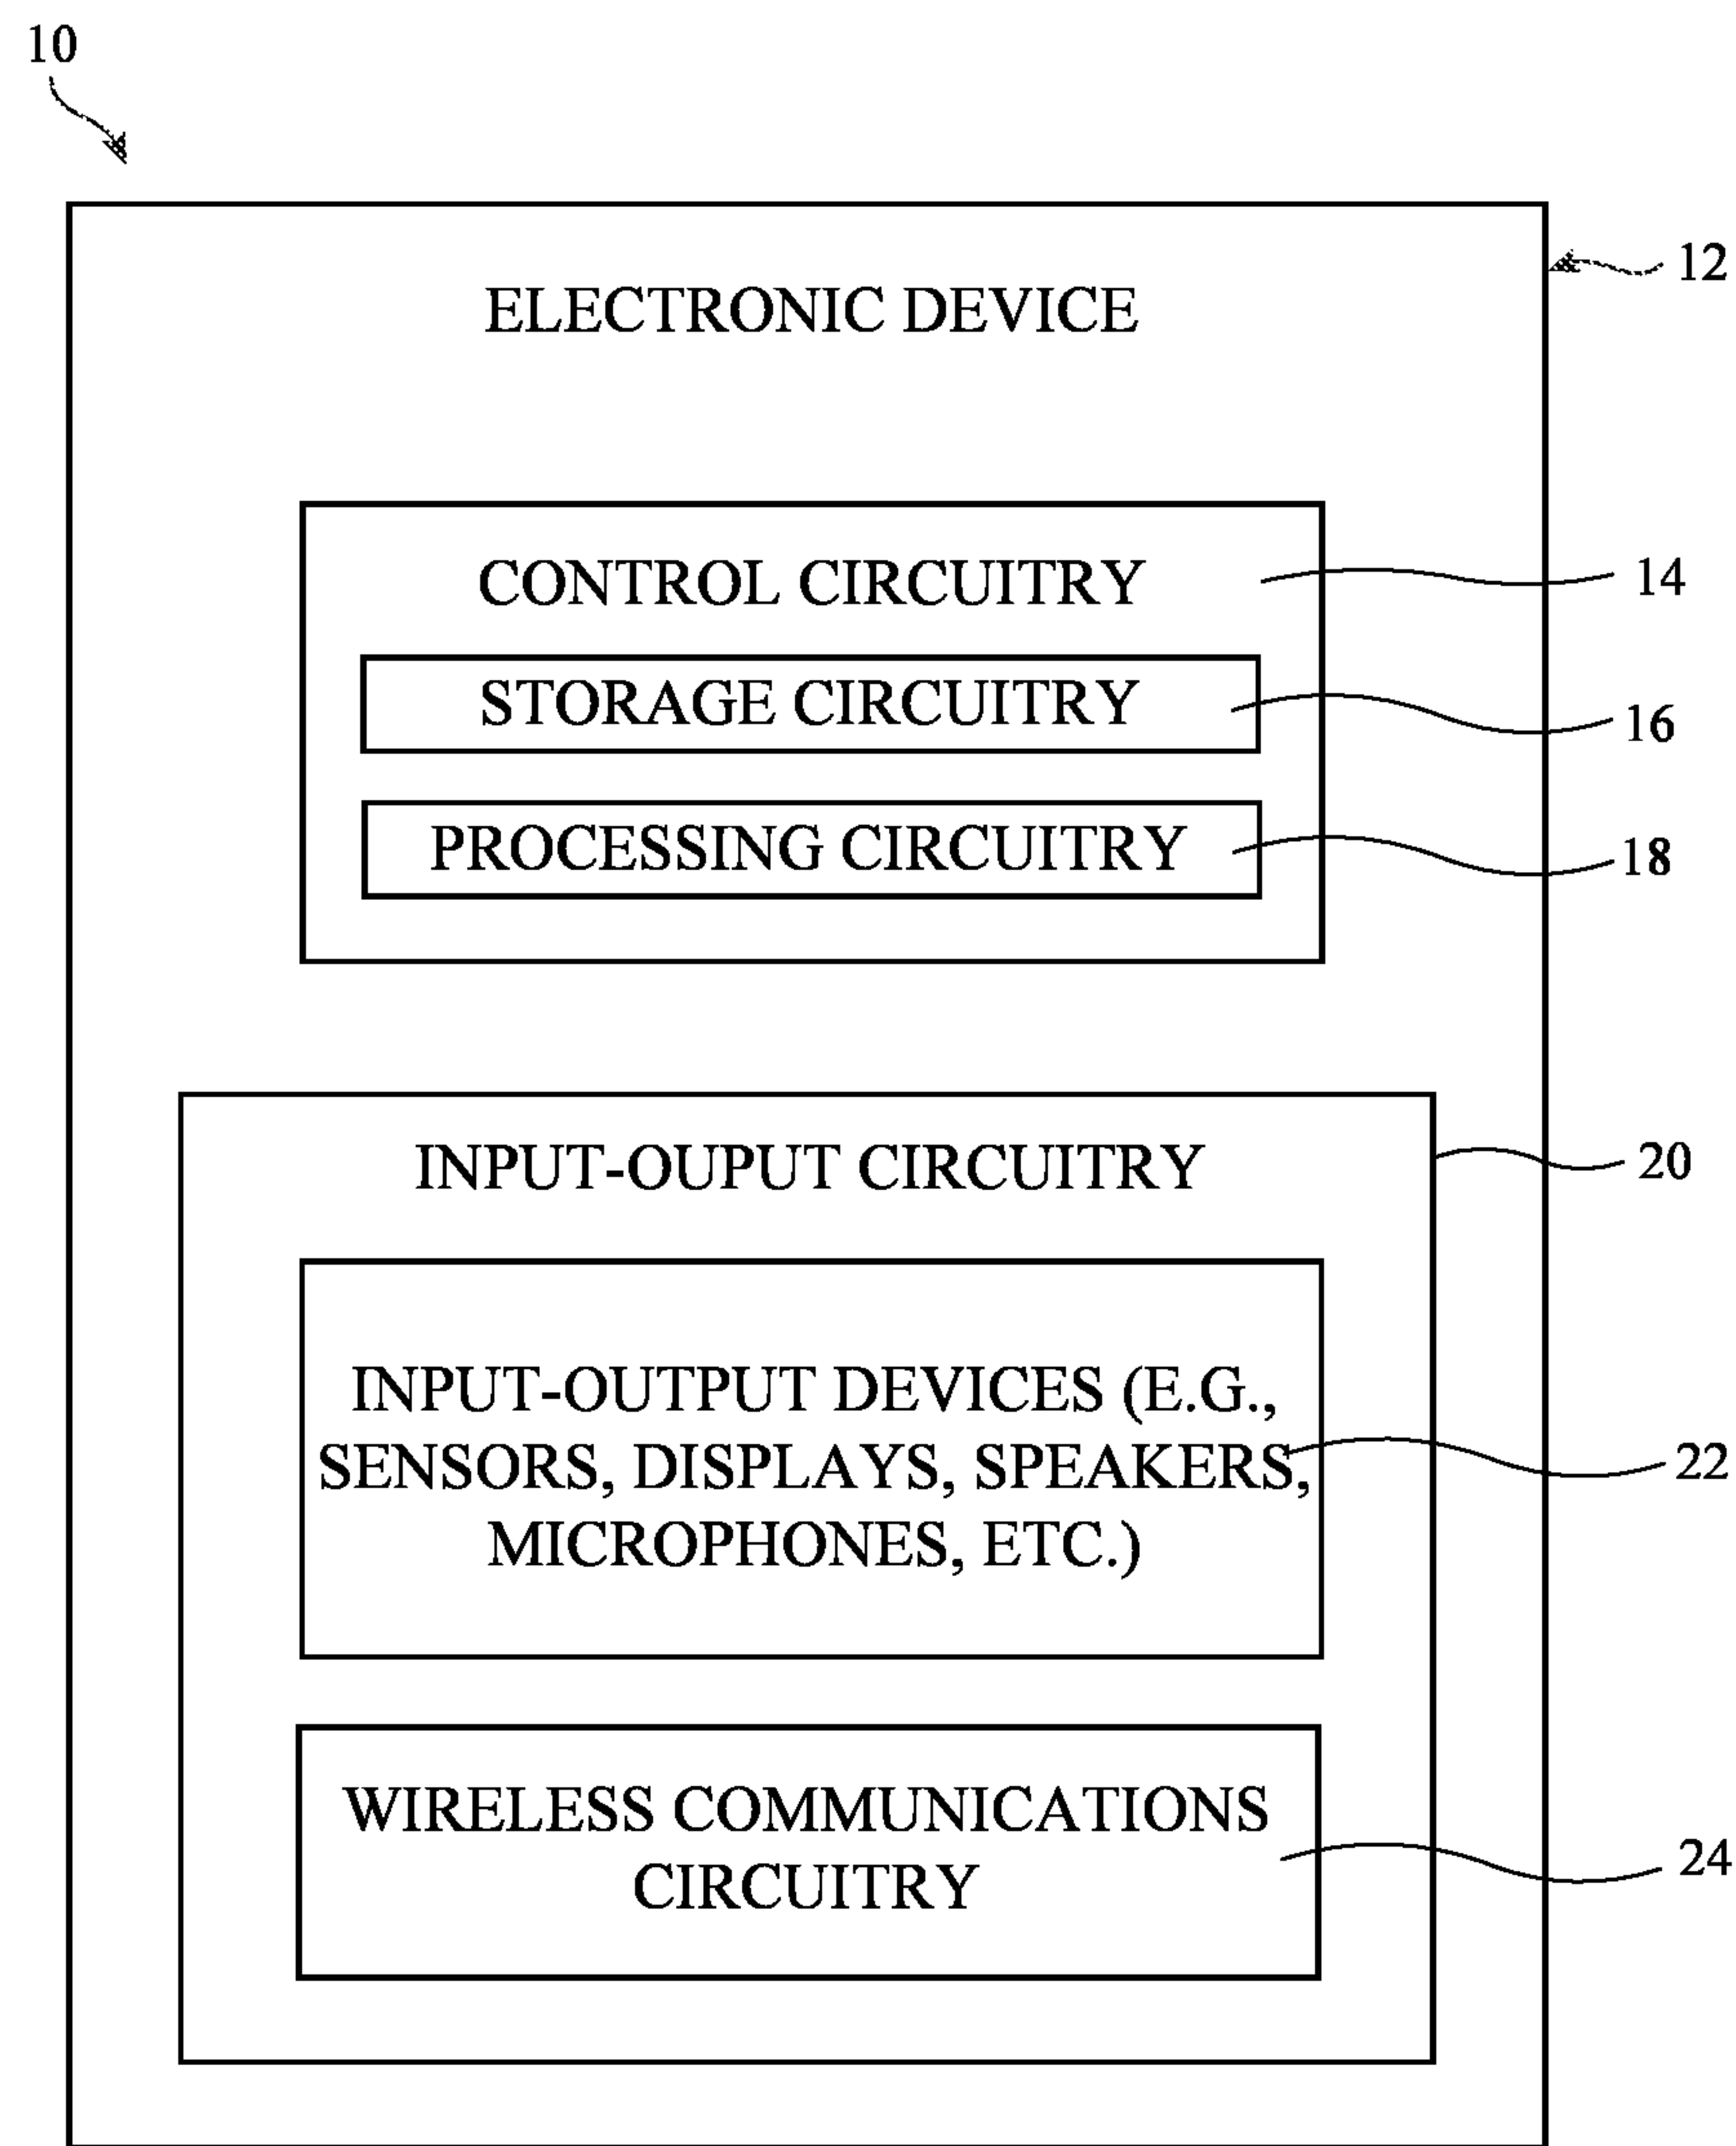 10
12
ELECTRONIC DEVICE
CONTROL CIRCUITRY
14
STORAGE CIRCUITRY
16
PROCESSING CIRCUITRY
18
INPUT-OUPUT CIRCUITRY
20
INPUT-OUTPUT DEVICES (E.G.,
SENSORS, DISPLAYS, SPEAKERS,
MICROPHONES, ETC.)
22
WIRELESS COMMUNICATIONS
CIRCUITRY
24